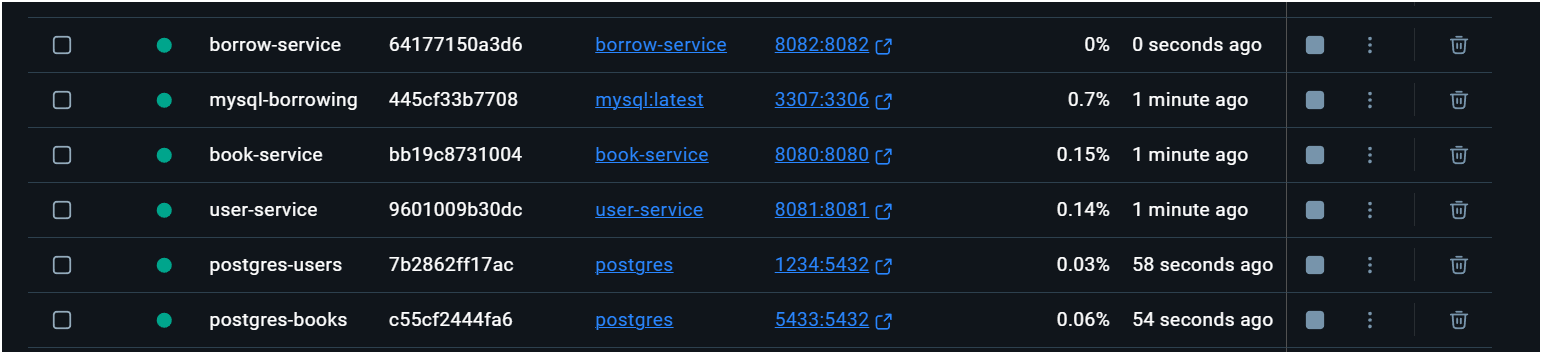 borrow-service 64177150a3d6 borrow-service 8082:8082 0% 0 seconds ago
mysql-borrowing 445cf33b7708 mysql:latest 3307:3306 0.7% 1 minute ago
book-service bb19c8731004 book-service 8080:8080 0.15% 1 minute ago
user-service 9601009b30dc user-service 8081:8081 0.14% 1 minute ago
postgres-users 7b2862ff17ac postgres 1234:5432 0.03% 58 seconds ago
postgres-books c55cf2444fa6 postgres 5433:5432 0.06% 54 seconds ago